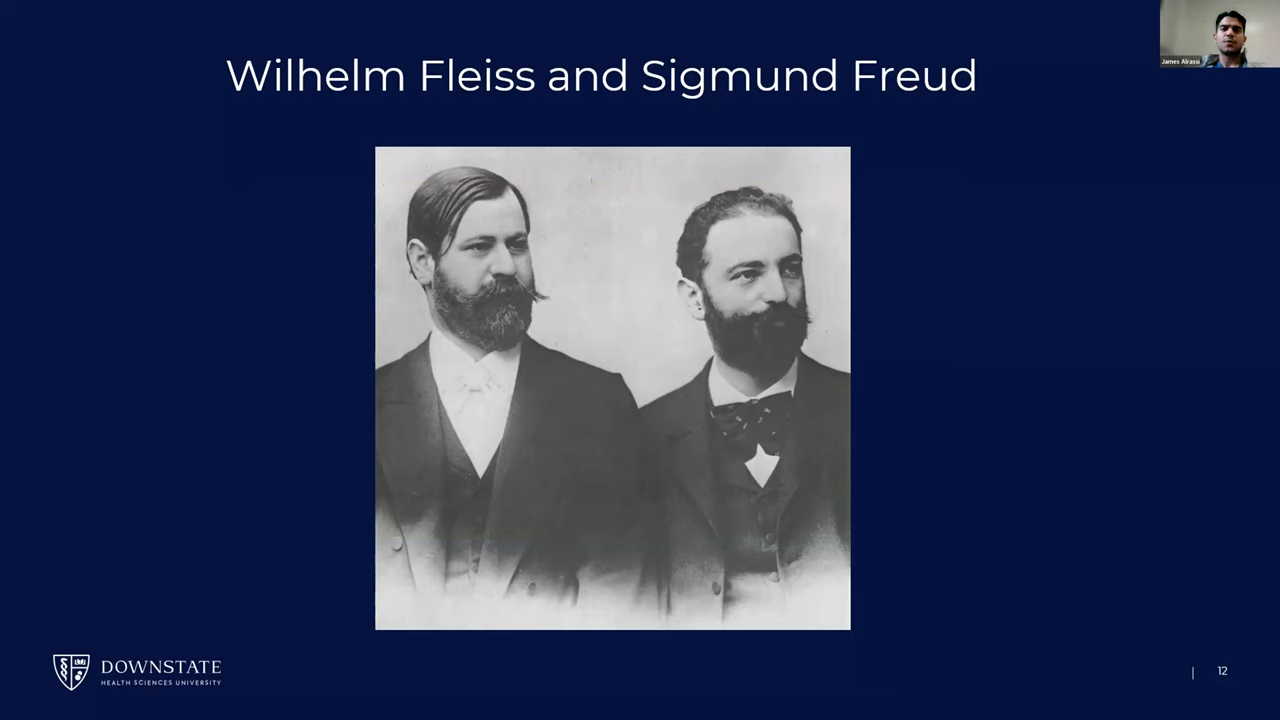 Wilhelm Fleiss and Sigmund Freud
James Alrassi
DOWNSTATE
HEALTH SCIENCES UNIVERSITY
| 12